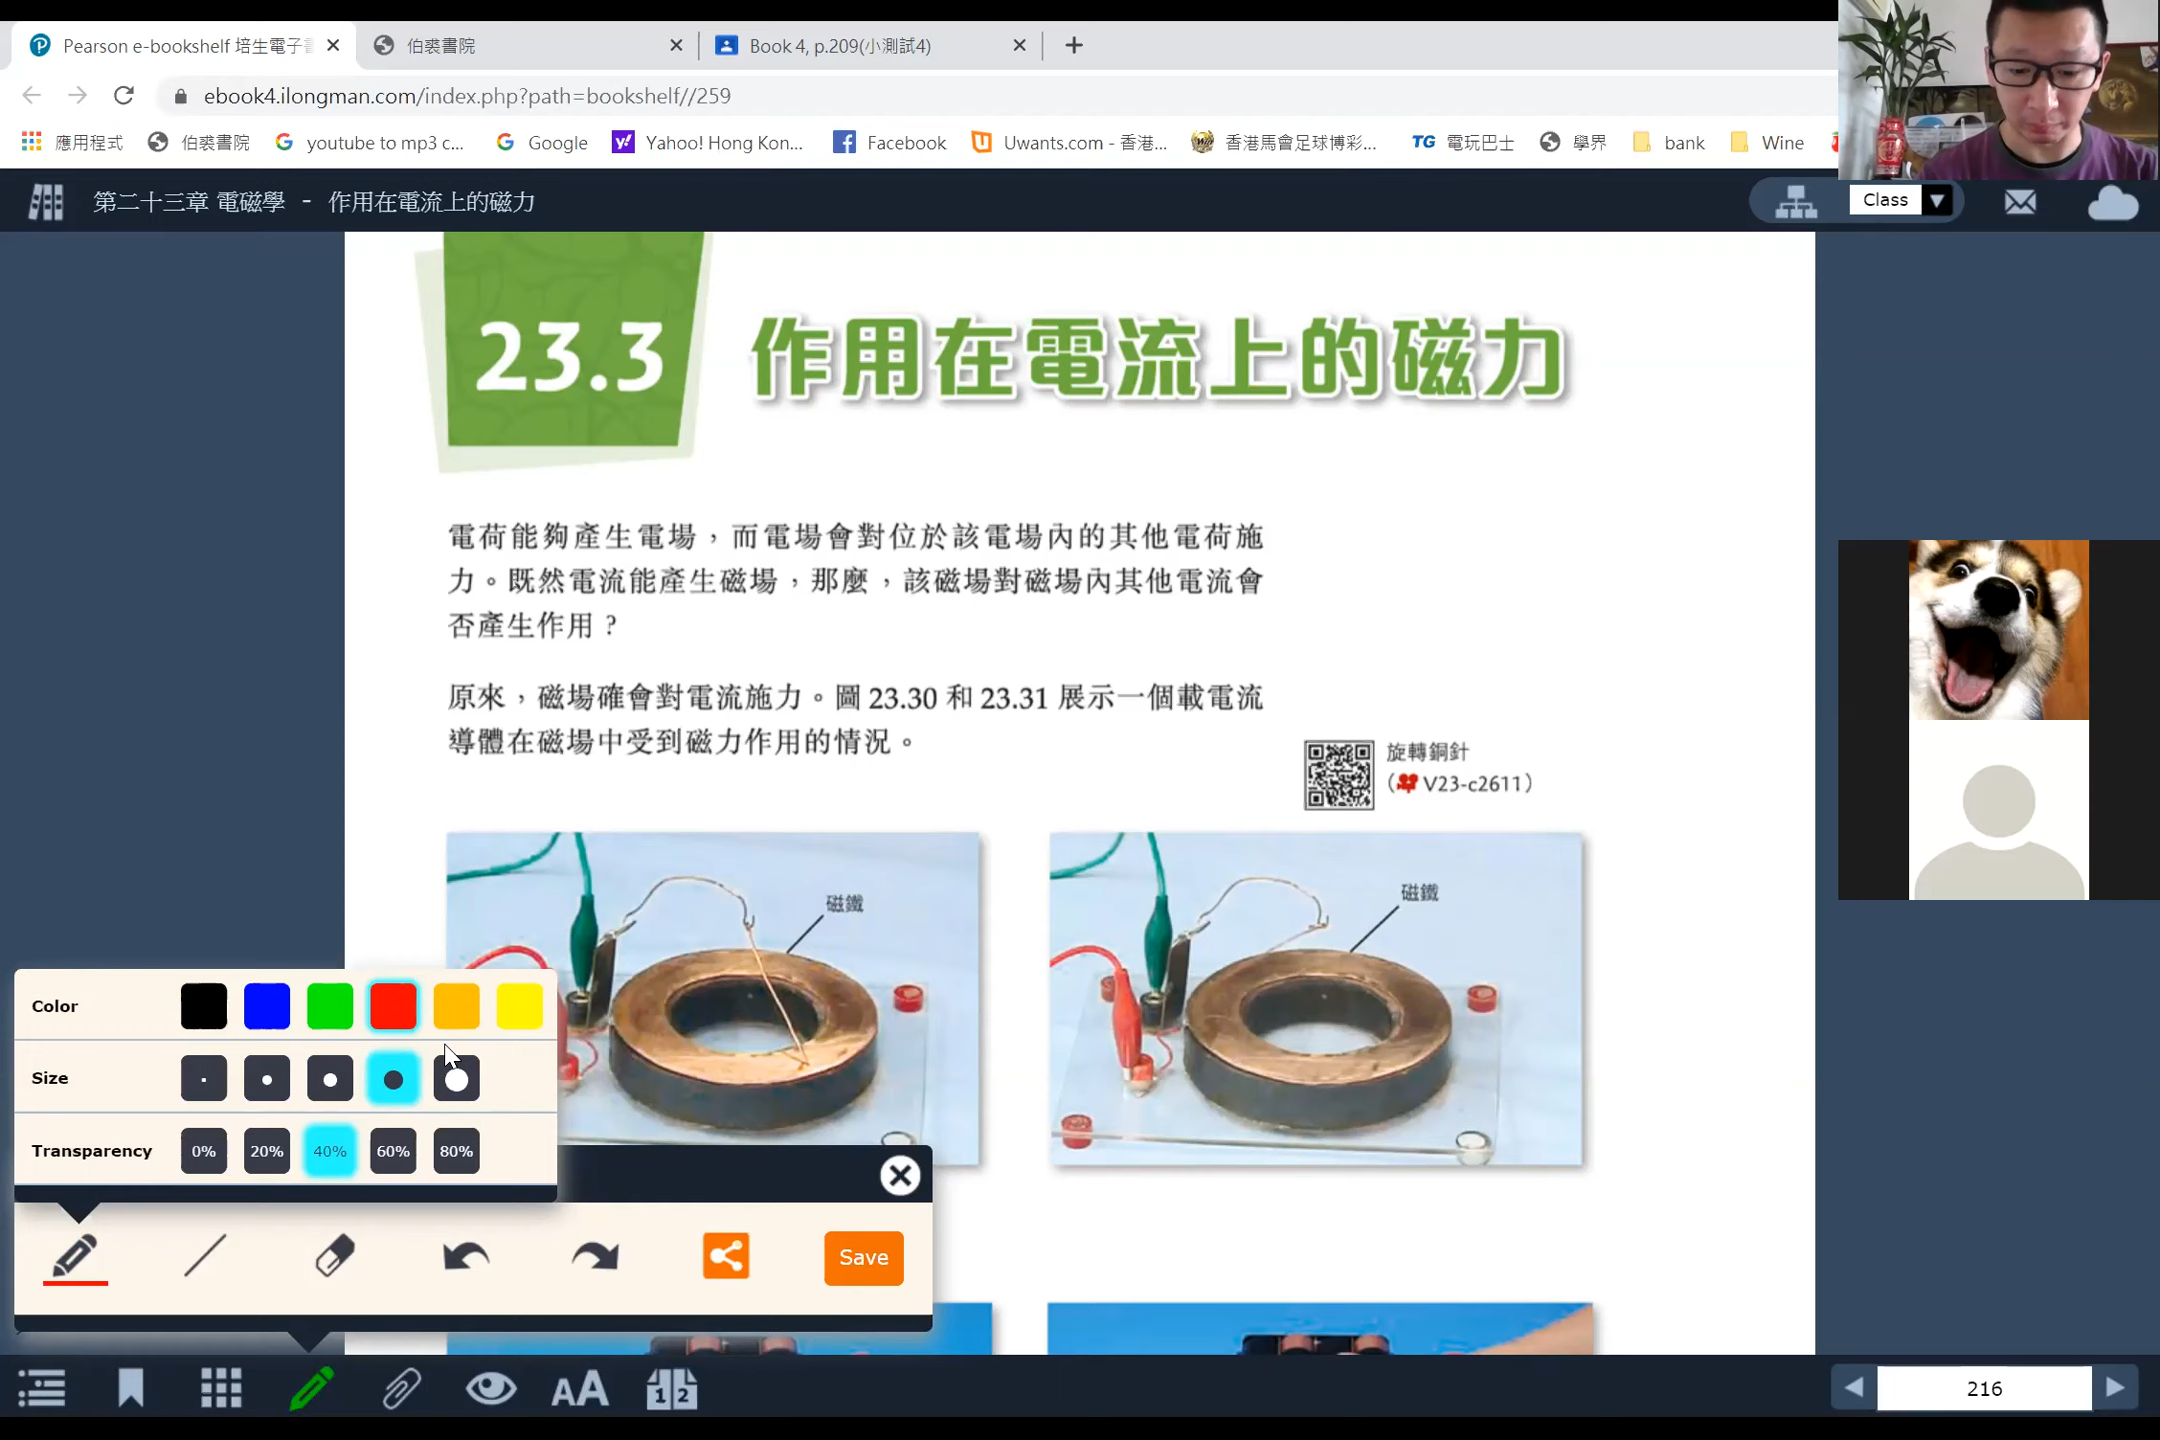 Pearson e-bookshelf 培生電子書
伯裘書院
Book 4, p.209(小測試4)
ebook4.ilongman.com/index.php?path=bookshelf//259
應用程式
伯裘書院
youtube to mp3 c...
Google
Yahoo! Hong Kon...
Facebook
Uwants.com - 香港...
香港馬會足球博彩...
TG 電玩巴士
學界
bank
Wine
第二十三章 電磁學 - 作用在電流上的磁力
Class
23.3 作用在電流上的磁力
電荷能夠產生電場，而電場會對位於該電場內的其他電荷施
力。既然電流能產生磁場，那麼，該磁場對磁場內其他電流會
否產生作用？
原來，磁場確會對電流施力。圖 23.30 和 23.31 展示一個載電流
導體在磁場中受到磁力作用的情況。
旋轉銅針
( V23-c2611)
磁鐵
磁鐵
Color
Size
Transparency 0% 20% 40% 60% 80%
Save
AA
1 2
216